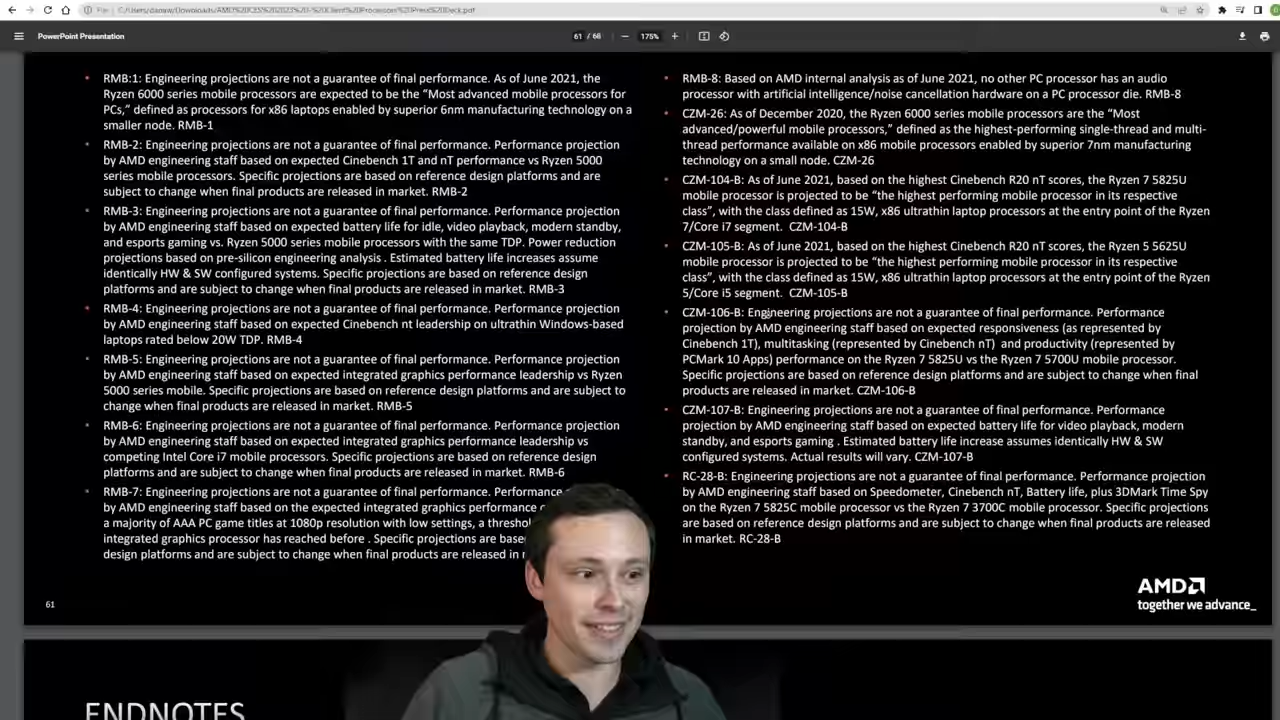 PowerPoint Presentation
61 / 68
175%
RMB:1: Engineering projections are not a guarantee of final performance. As of June 2021, the
Ryzen 6000 series mobile processors are expected to be the “Most advanced mobile processors for
PCs,” defined as processors for x86 laptops enabled by superior 6nm manufacturing technology on a
smaller node. RMB-1
RMB-2: Engineering projections are not a guarantee of final performance. Performance projection
by AMD engineering staff based on expected Cinebench 1T and nT performance vs Ryzen 5000
series mobile processors. Specific projections are based on reference design platforms and are
subject to change when final products are released in market. RMB-2
RMB-3: Engineering projections are not a guarantee of final performance. Performance projection
by AMD engineering staff based on expected battery life for idle, video playback, modern standby,
and esports gaming vs. Ryzen 5000 series mobile processors with the same TDP. Power reduction
projections based on pre-silicon engineering analysis . Estimated battery life increases assume
identically HW & SW configured systems. Specific projections are based on reference design
platforms and are subject to change when final products are released in market. RMB-3
RMB-4: Engineering projections are not a guarantee of final performance. Performance projection
by AMD engineering staff based on expected Cinebench nt leadership on ultrathin Windows-based
laptops rated below 20W TDP. RMB-4
RMB-5: Engineering projections are not a guarantee of final performance. Performance projection
by AMD engineering staff based on expected integrated graphics performance leadership vs Ryzen
5000 series mobile. Specific projections are based on reference design platforms and are subject to
change when final products are released in market. RMB-5
RMB-6: Engineering projections are not a guarantee of final performance. Performance projection
by AMD engineering staff based on expected integrated graphics performance leadership vs
competing Intel Core i7 mobile processors. Specific projections are based on reference design
platforms and are subject to change when final products are released in market. RMB-6
RMB-7: Engineering projections are not a guarantee of final performance. Performance
by AMD engineering staff based on the expected integrated graphics performance
a majority of AAA PC game titles at 1080p resolution with low settings, a
integrated graphics processor has reached before . Specific projections are
design platforms and are subject to change when final products are released in
RMB-8: Based on AMD internal analysis as of June 2021, no other PC processor has an audio
processor with artificial intelligence/noise cancellation hardware on a PC processor die. RMB-8
CZM-26: As of December 2020, the Ryzen 6000 series mobile processors are the “Most
advanced/powerful mobile processors,” defined as the highest-performing single-thread and multi-
thread performance available on x86 mobile processors enabled by superior 7nm manufacturing
technology on a small node. CZM-26
CZM-104-B: As of June 2021, based on the highest Cinebench R20 nT scores, the Ryzen 7 5825U
mobile processor is projected to be “the highest performing mobile processor in its respective
class”, with the class defined as 15W, x86 ultrathin laptop processors at the entry point of the Ryzen
7/Core i7 segment. CZM-104-B
CZM-105-B: As of June 2021, based on the highest Cinebench R20 nT scores, the Ryzen 5 5625U
mobile processor is projected to be “the highest performing mobile processor in its respective
class”, with the class defined as 15W, x86 ultrathin laptop processors at the entry point of the Ryzen
5/Core i5 segment. CZM-105-B
CZM-106-B: Engineering projections are not a guarantee of final performance. Performance
projection by AMD engineering staff based on expected responsiveness (as represented by
Cinebench 1T), multitasking (represented by Cinebench nT) and productivity (represented by
PCMark 10 Apps) performance on the Ryzen 7 5825U vs the Ryzen 7 5700U mobile processor.
Specific projections are based on reference design platforms and are subject to change when final
products are released in market. CZM-106-B
CZM-107-B: Engineering projections are not a guarantee of final performance. Performance
projection by AMD engineering staff based on expected battery life for video playback, modern
standby, and esports gaming . Estimated battery life increase assumes identically HW & SW
configured systems. Actual results will vary. CZM-107-B
RC-28-B: Engineering projections are not a guarantee of final performance. Performance projection
by AMD engineering staff based on Speedometer, Cinebench nT, Battery life, plus 3DMark Time Spy
on the Ryzen 7 5825C mobile processor vs the Ryzen 7 3700C mobile processor. Specific projections
are based on reference design platforms and are subject to change when final products are released
in market. RC-28-B
61
AMD
together we advance_
ENDNOTES